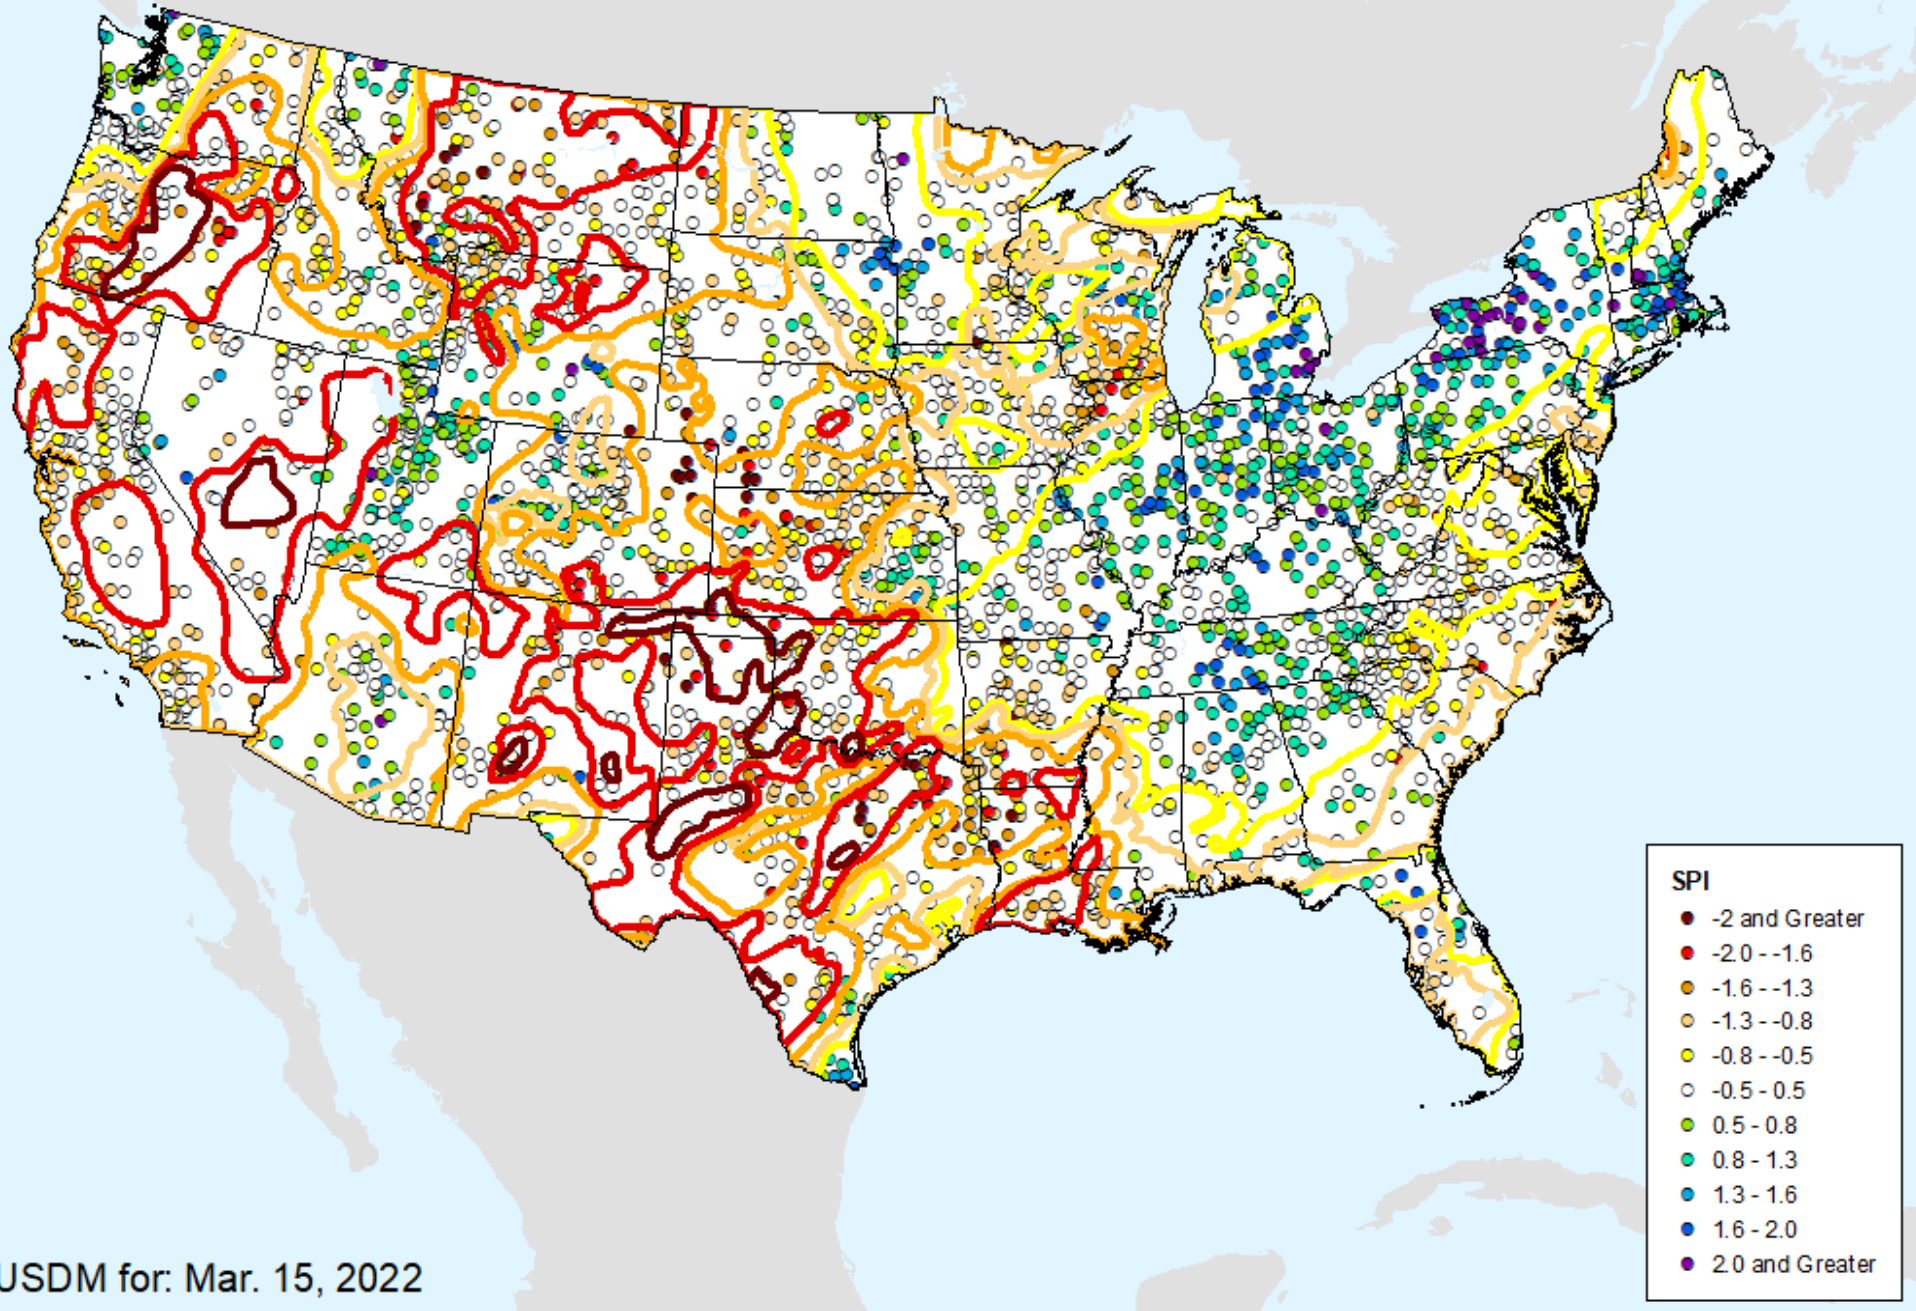 SPI
-2 and Greater
-2.0 - -1.6
-1.6 - -1.3
-1.3 - -0.8
-0.8 - -0.5
-0.5 - 0.5
0.5 - 0.8
0.8 - 1.3
1.3 - 1.6
1.6 - 2.0
2.0 and Greater
USDM for: Mar. 15, 2022